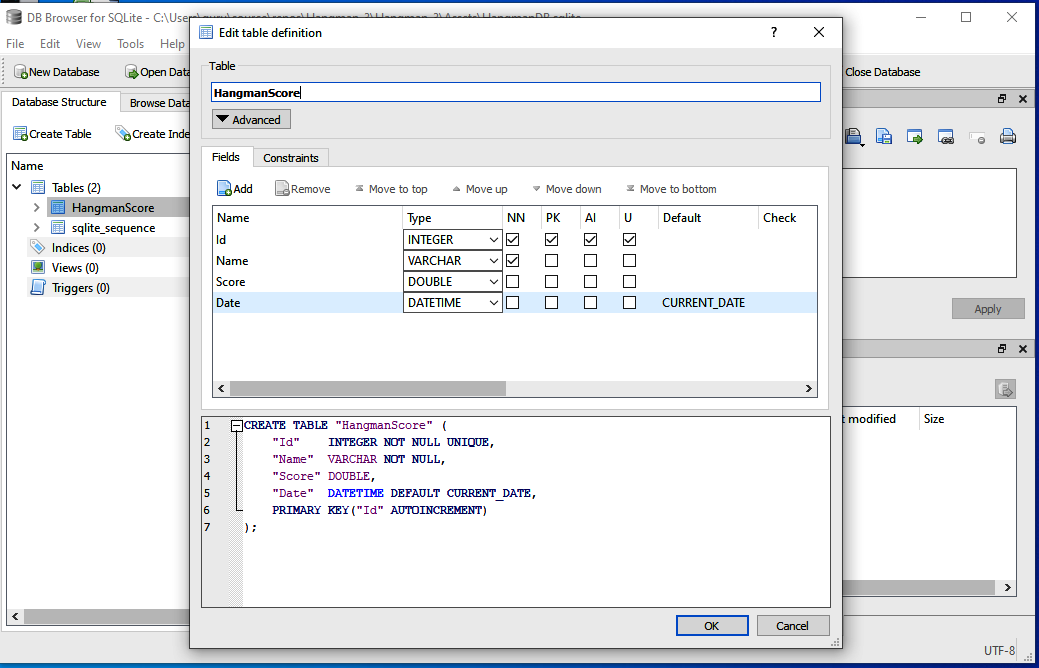 DB Browser for SQLite - C:\Users\guru\source\repos\Hangman_2\Hangman_2\Assets\HangmanDB.sqlite
File Edit View Tools Help
New Database Open Data
Close Database
Database Structure Browse Data
Create Table Create Inde
Name
Tables (2)
HangmanScore
sqlite_sequence
Indices (0)
Views (0)
Triggers (0)
Edit table definition ?
Table
HangmanScore
Advanced
Fields Constraints
Add Remove Move to top Move up Move down Move to bottom
Name Type NN PK AI U Default Check
Id INTEGER
Name VARCHAR
Score DOUBLE
Date DATETIME CURRENT_DATE
1 CREATE TABLE "HangmanScore" (
2 "Id" INTEGER NOT NULL UNIQUE,
3 "Name" VARCHAR NOT NULL,
4 "Score" DOUBLE,
5 "Date" DATETIME DEFAULT CURRENT_DATE,
6 PRIMARY KEY("Id" AUTOINCREMENT)
7 );
OK Cancel
Apply
t modified Size
UTF-8